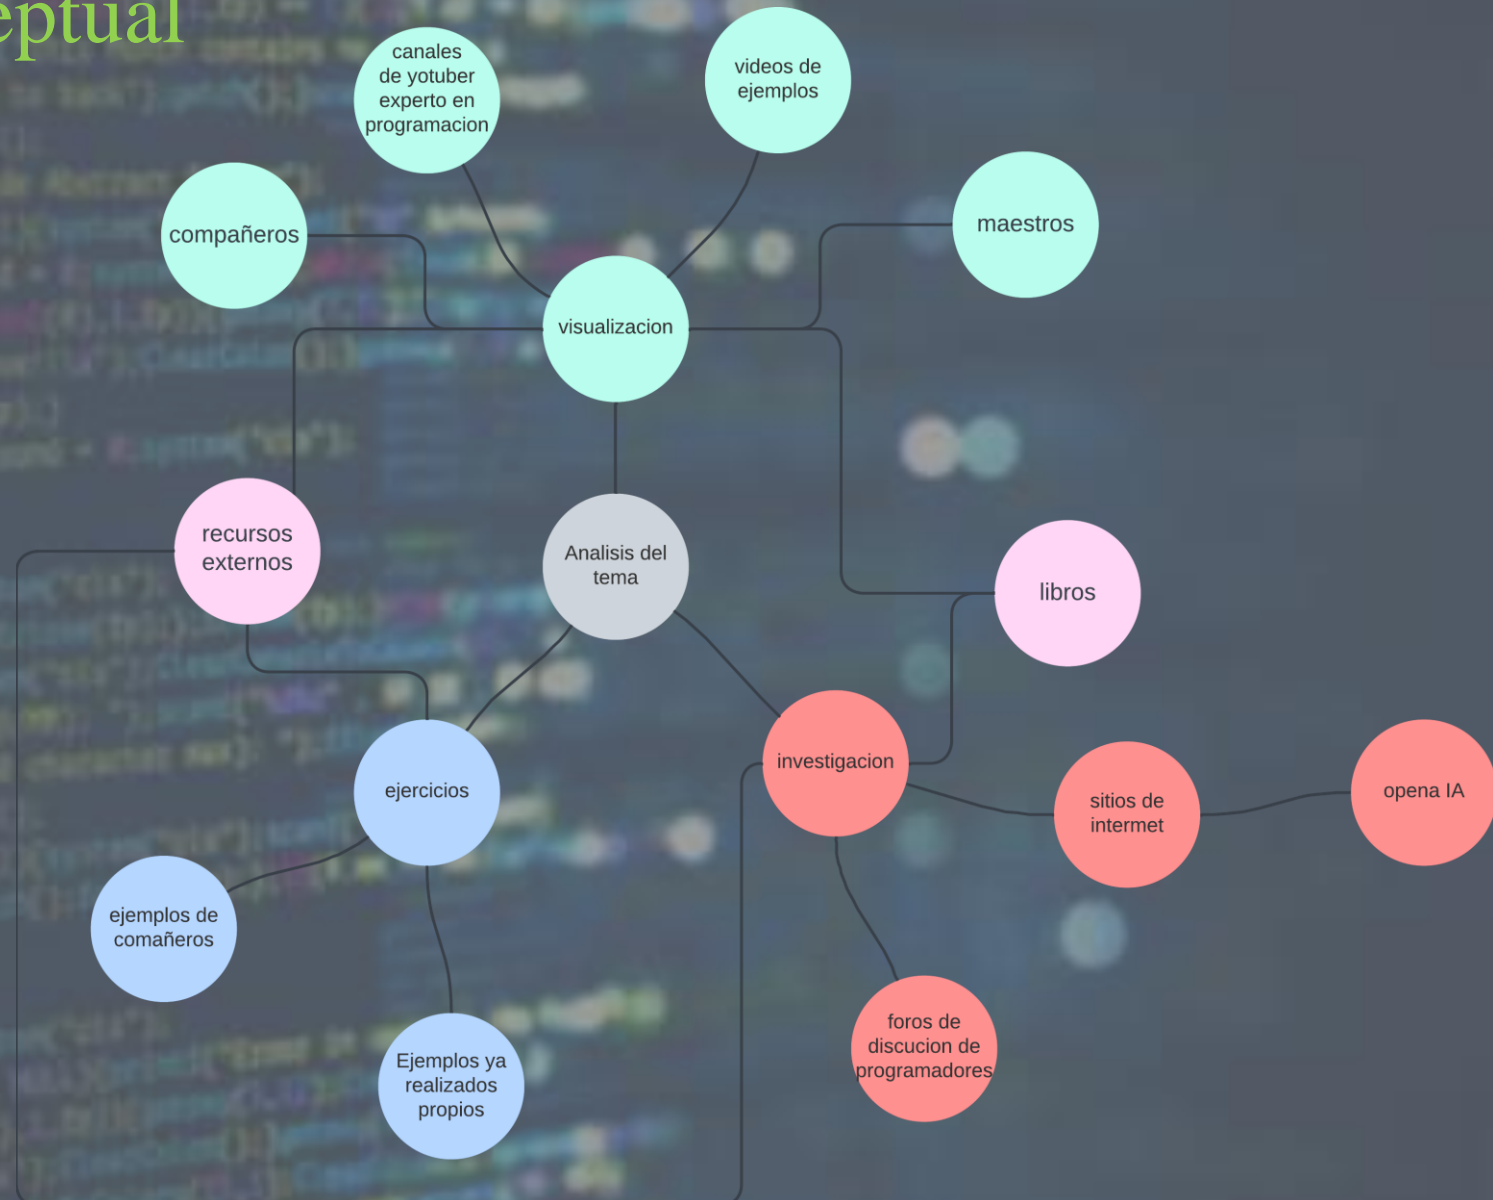 eptual
canales
de yotuber
experto en
programacion
videos de
ejemplos
compañeros
maestros
visualizacion
recursos
externos
Analisis del
tema
libros
ejercicios
investigacion
sitios de
internet
opena IA
ejemplos de
comañeros
Ejemplos ya
realizados
propios
foros de
discucion de
programadores